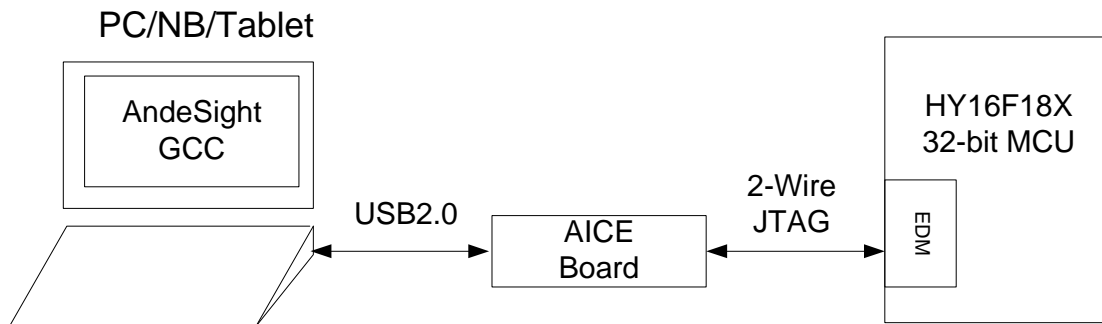 PC/NB/Tablet
AndeSight
GCC
USB2.0
AICE
Board
2-Wire
JTAG
HY16F18X
32-bit MCU
EDM